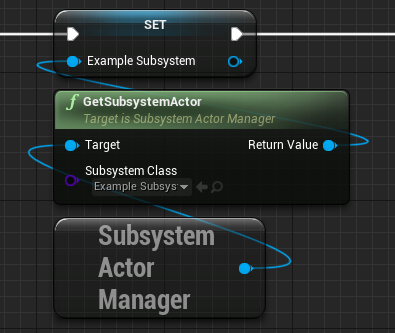 SET
Example Subsystem
f GetSubsystemActor
Target is Subsystem Actor Manager
Target
Return Value
Subsystem Class
Example Subsys
Subsystem
Actor
Manager